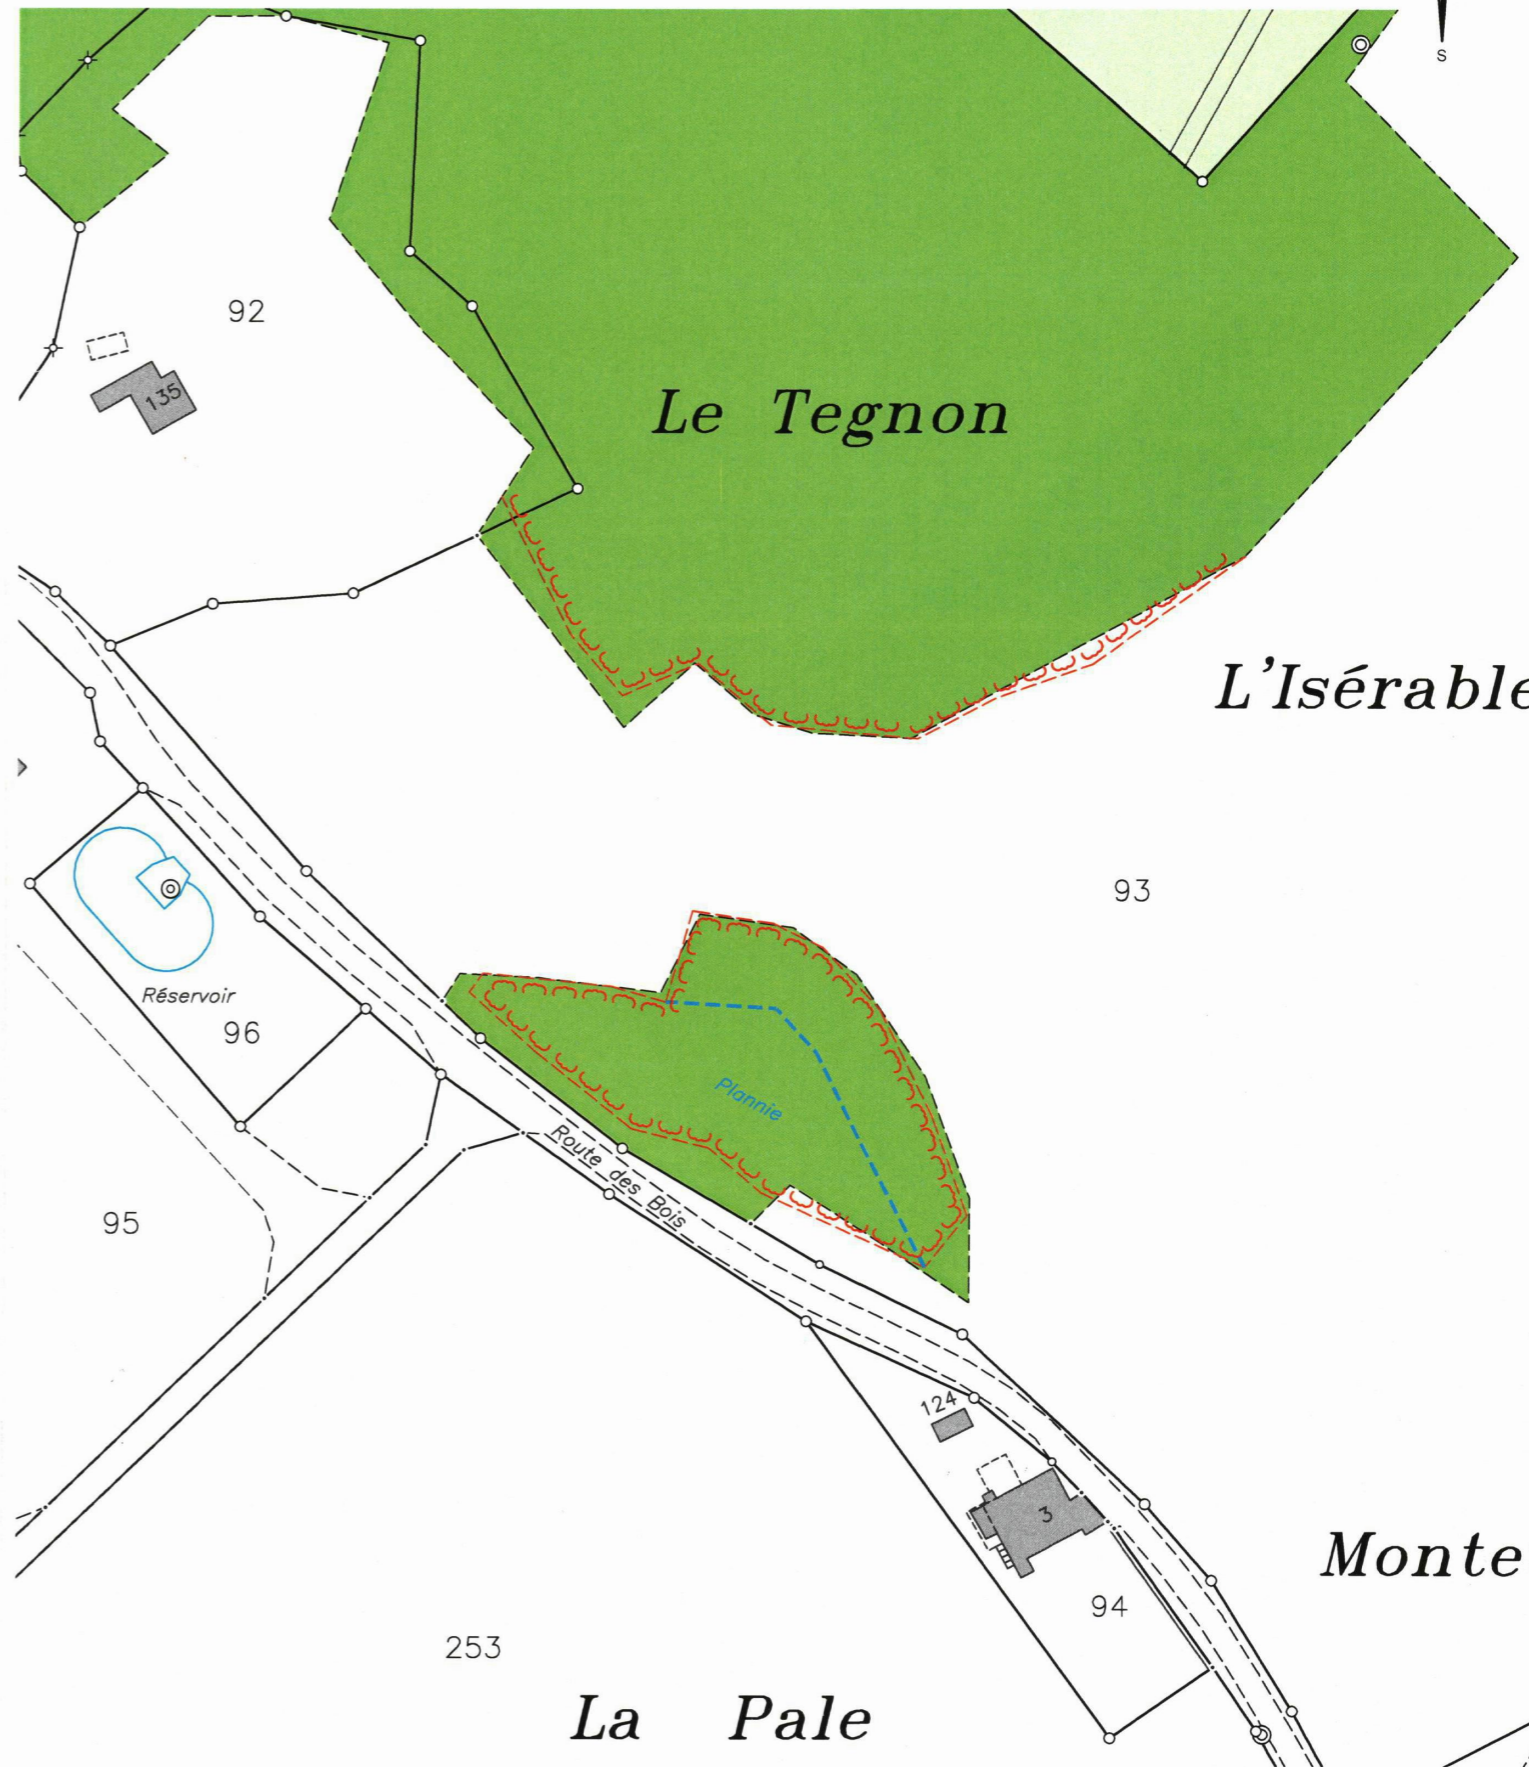 S
92
135
Le Tegnon
L'Isérable
93
Réservoir
96
Plannie
Route des Bois
95
124
3
Monte
94
253
La Pale